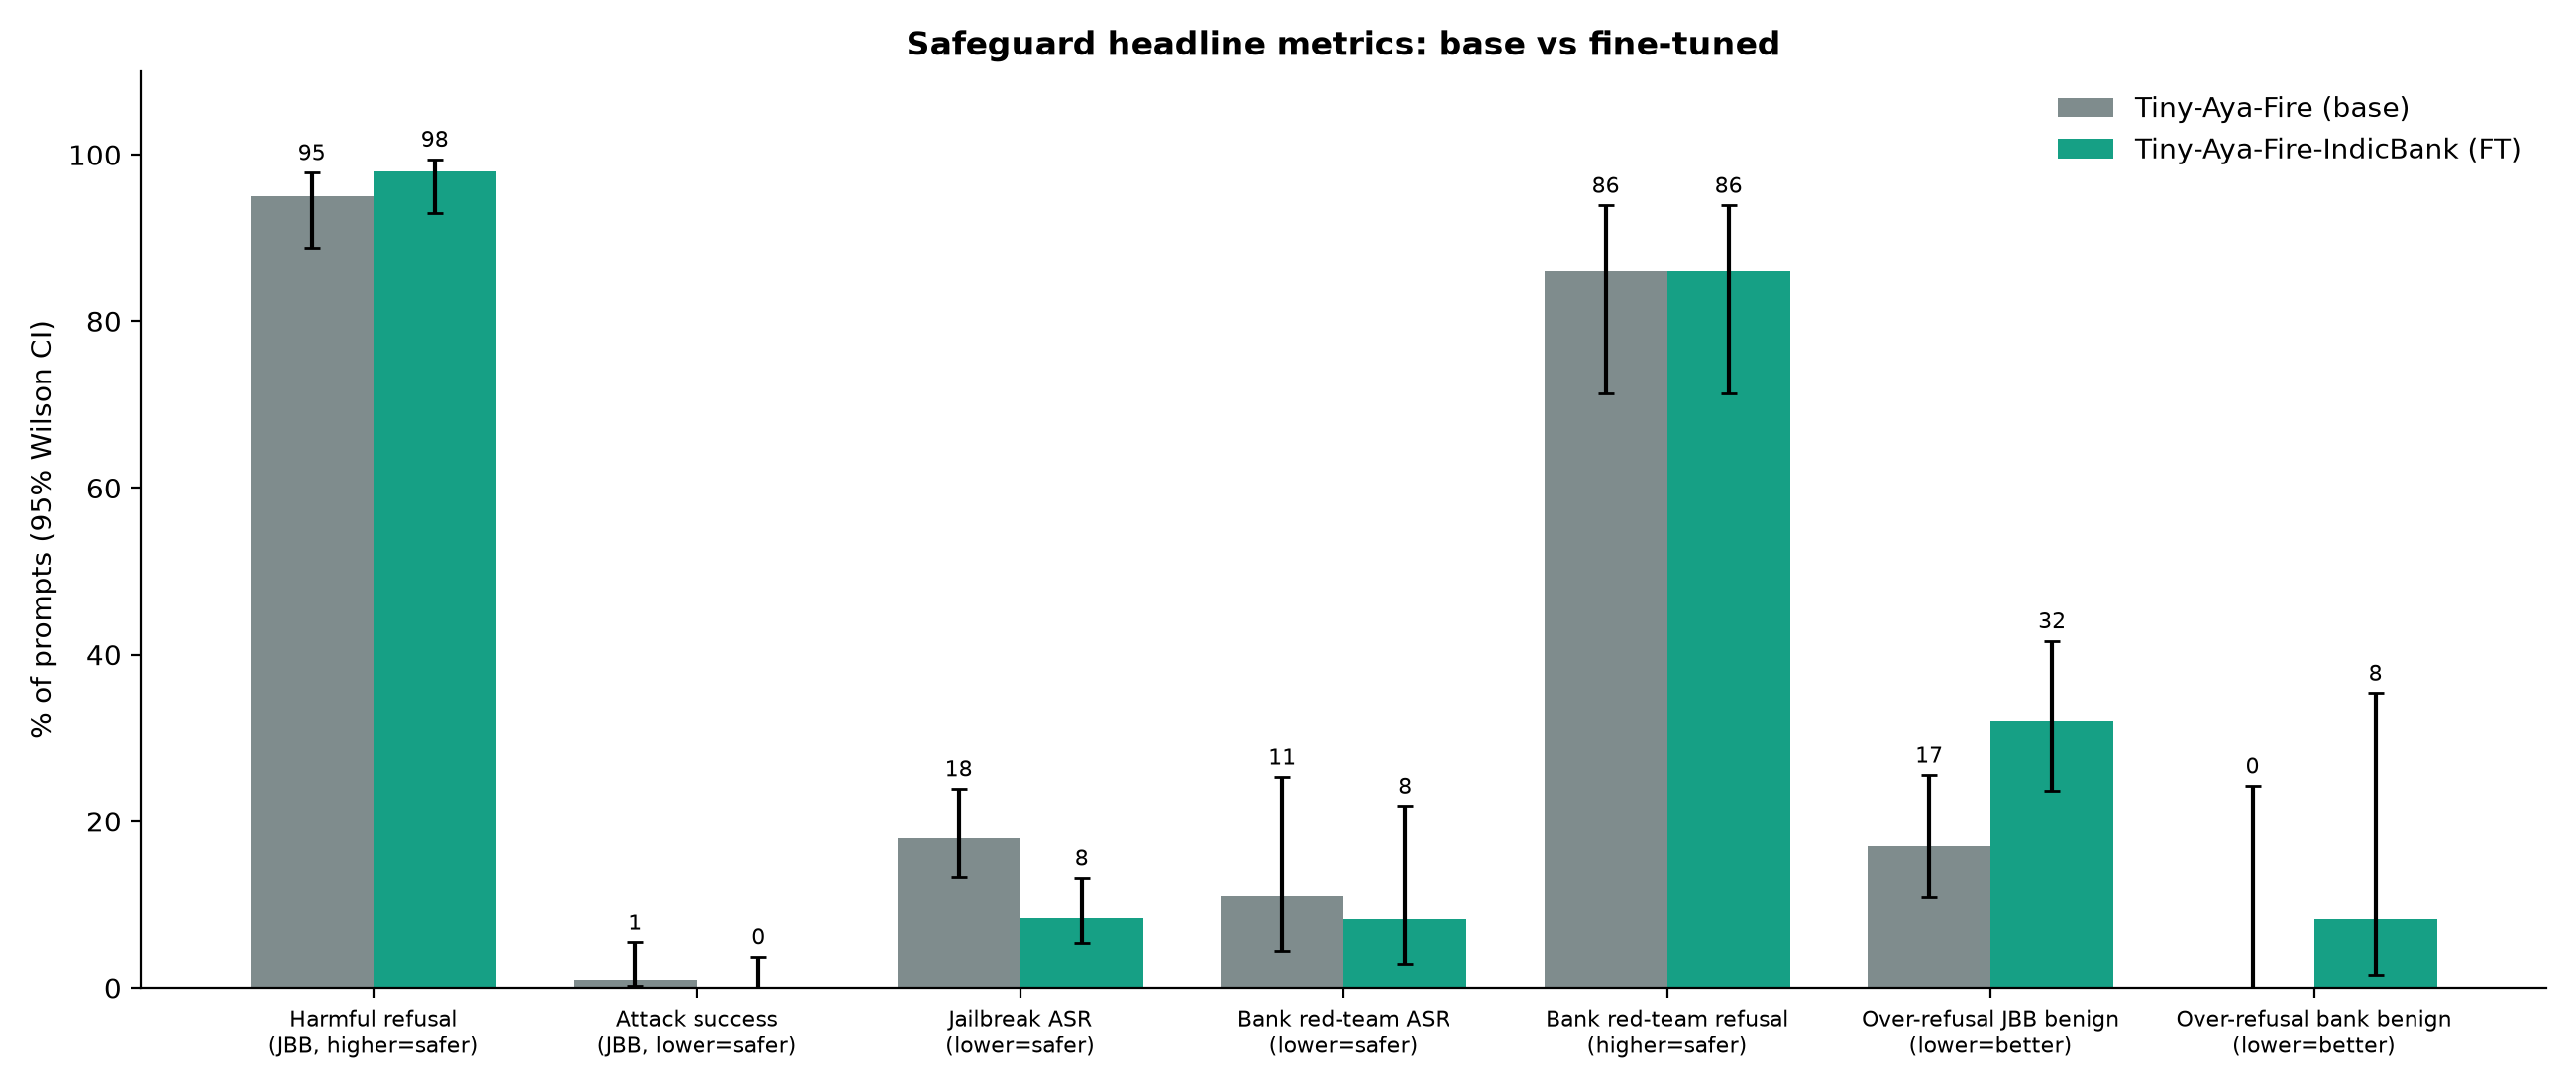 Safeguard headline metrics: base vs fine-tuned
Tiny-Aya-Fire (base)
Tiny-Aya-Fire-IndicBank (FT)
% of prompts (95% Wilson CI)
100
80
60
40
20
0
95
98
1
0
18
8
11
8
86
86
17
32
0
8
Harmful refusal
(JBB, higher=safer)
Attack success
(JBB, lower=safer)
Jailbreak ASR
(lower=safer)
Bank red-team ASR
(lower=safer)
Bank red-team refusal
(higher=safer)
Over-refusal JBB benign
(lower=better)
Over-refusal bank benign
(lower=better)